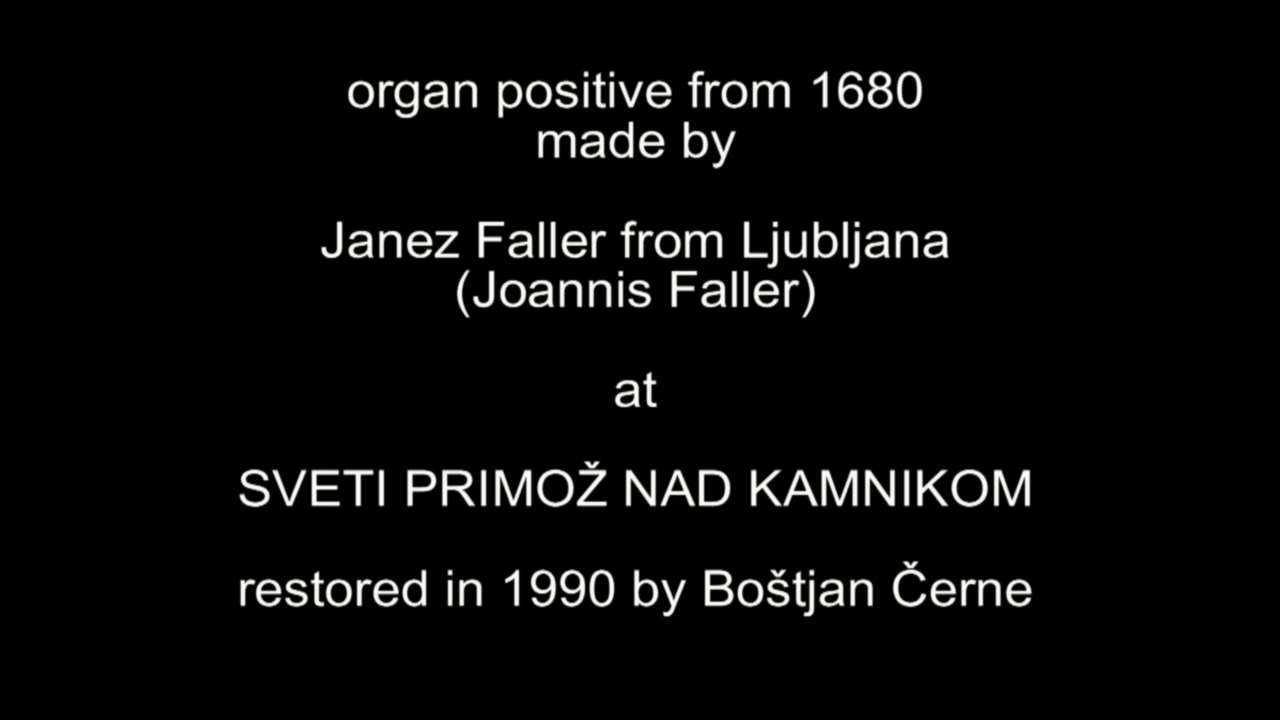 organ positive from 1680
made by
Janez Faller from Ljubljana
(Joannis Faller)
at
SVETI PRIMOŽ NAD KAMNIKOM
restored in 1990 by Boštjan Černe